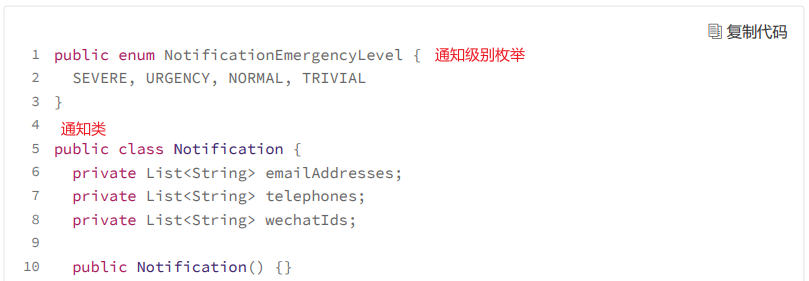 复制代码
1 public enum NotificationEmergencyLevel { 通知级别枚举
2   SEVERE, URGENCY, NORMAL, TRIVIAL
3 }
4 通知类
5 public class Notification {
6   private List<String> emailAddresses;
7   private List<String> telephones;
8   private List<String> wechatIds;
9
10   public Notification() {}